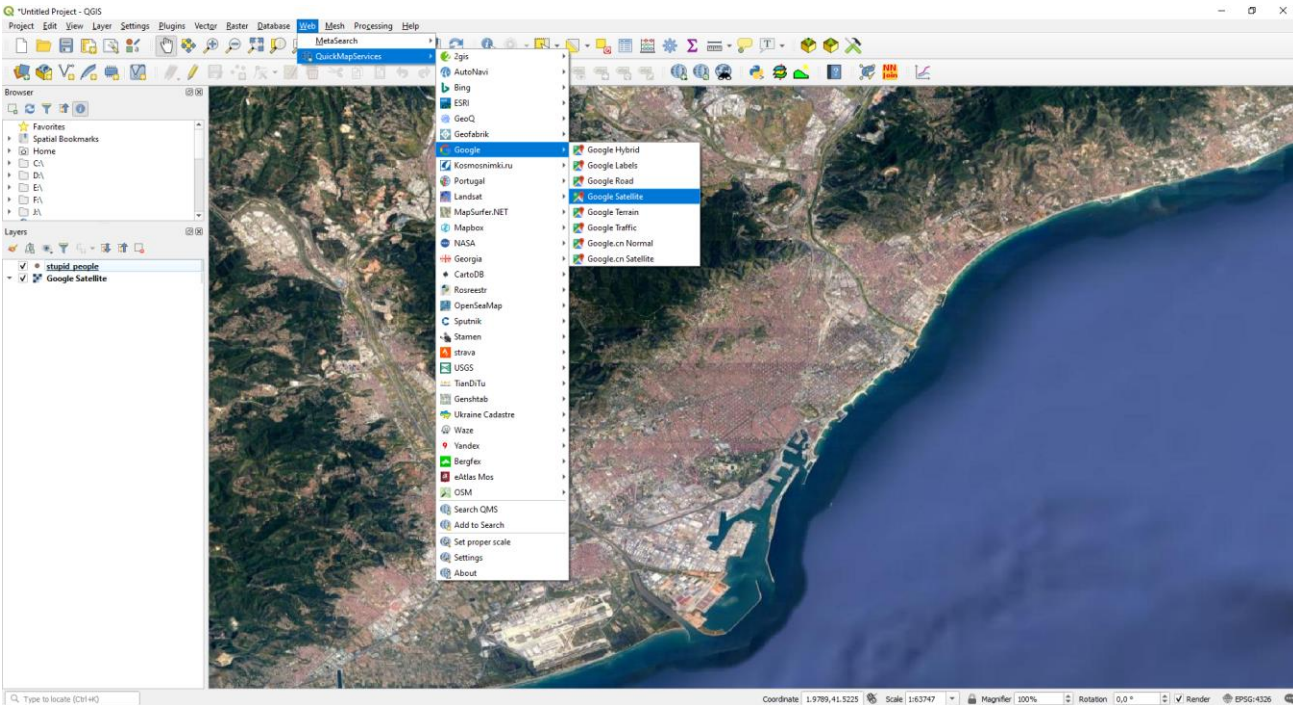 *Untitled Project - QGIS
Project Edit View Layer Settings Plugins Vector Raster Database Web Mesh Processing Help
MetaSearch
QuickMapServices
2gis
AutoNavi
Bing
ESRI
GeoQ
Geofabrik
Google
Kosmosnimki.ru
Portugal
Landsat
MapSurfer.NET
Mapbox
NASA
Georgia
CartoDB
Rosreestr
OpenSeaMap
Sputnik
Stamen
strava
USGS
TianDiTu
Genshtab
Ukraine Cadastre
Waze
Yandex
Bergfex
eAtlas Mos
OSM
Search QMS
Add to Search
Set proper scale
Settings
About
Google Hybrid
Google Labels
Google Road
Google Satellite
Google Terrain
Google Traffic
Google.cn Normal
Google.cn Satellite
Browser
Favorites
Spatial Bookmarks
Home
C:\
D:\
E:\
F:\
J:\
Layers
stupid people
Google Satellite
Type to locate (Ctrl+K)
Coordinate 1.9789,41.5225 Scale 1:63747 Magnifier 100% Rotation 0,0 ° Render EPSG:4326